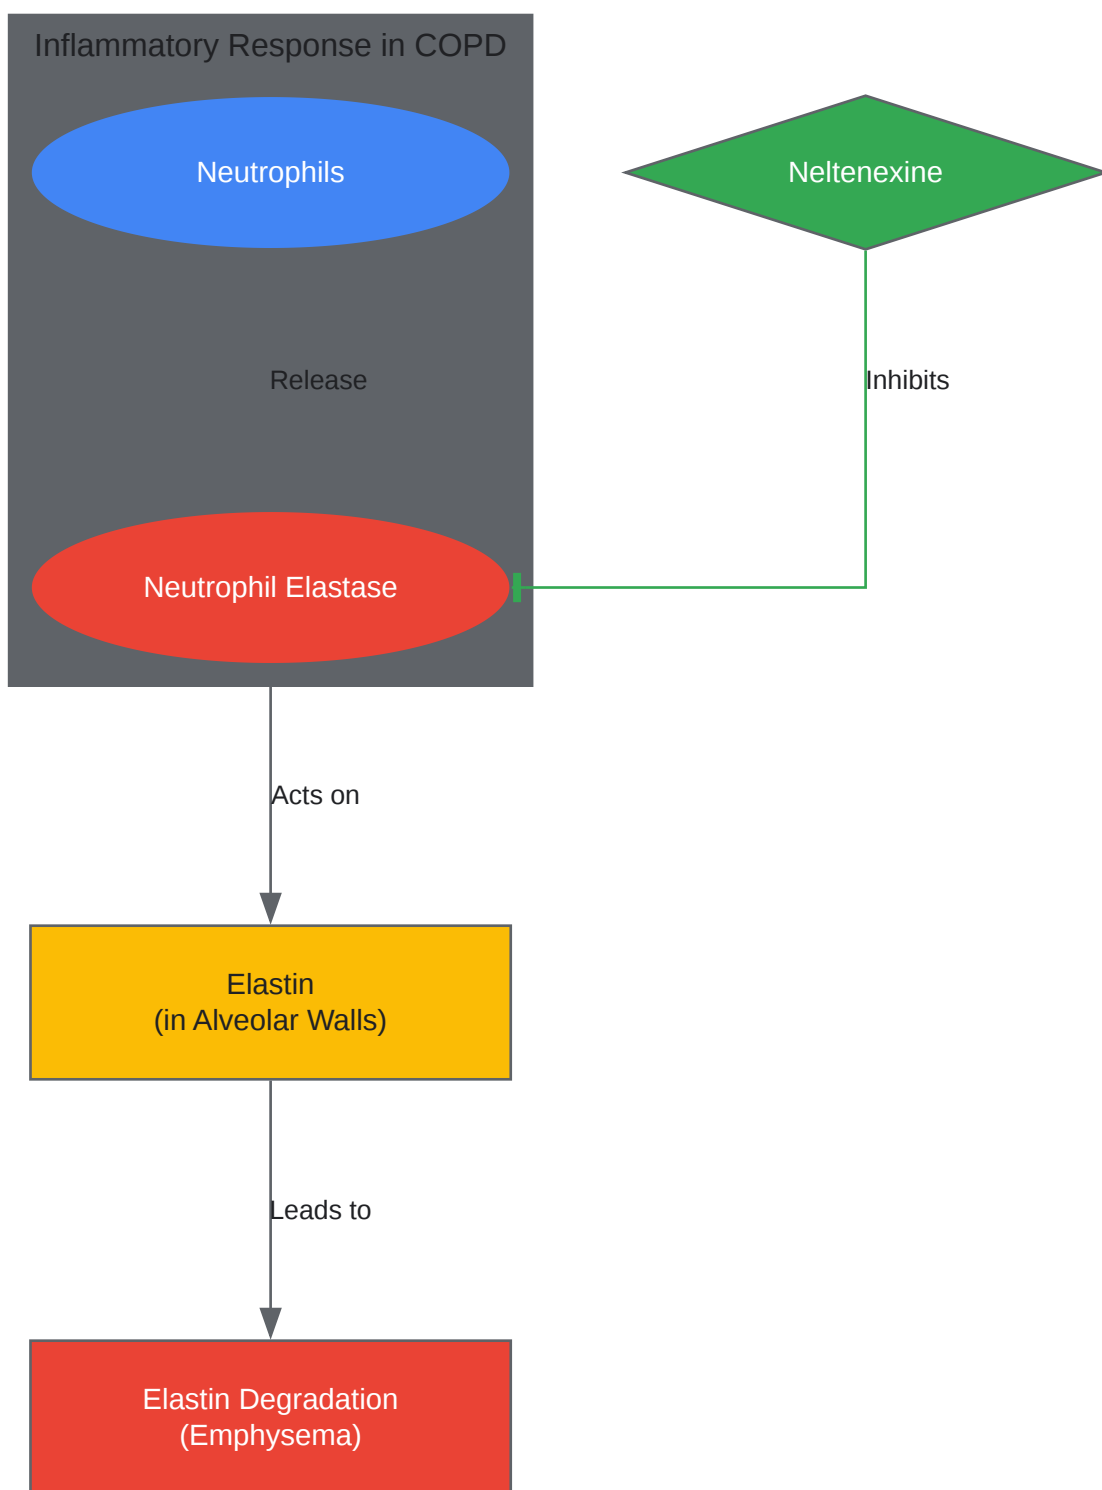 Inflammatory Response in COPD
Neutrophils
Neltenexine
Release
Inhibits
Neutrophil Elastase
Acts on
Elastin
(in Alveolar Walls)
Leads to
Elastin Degradation
(Emphysema)